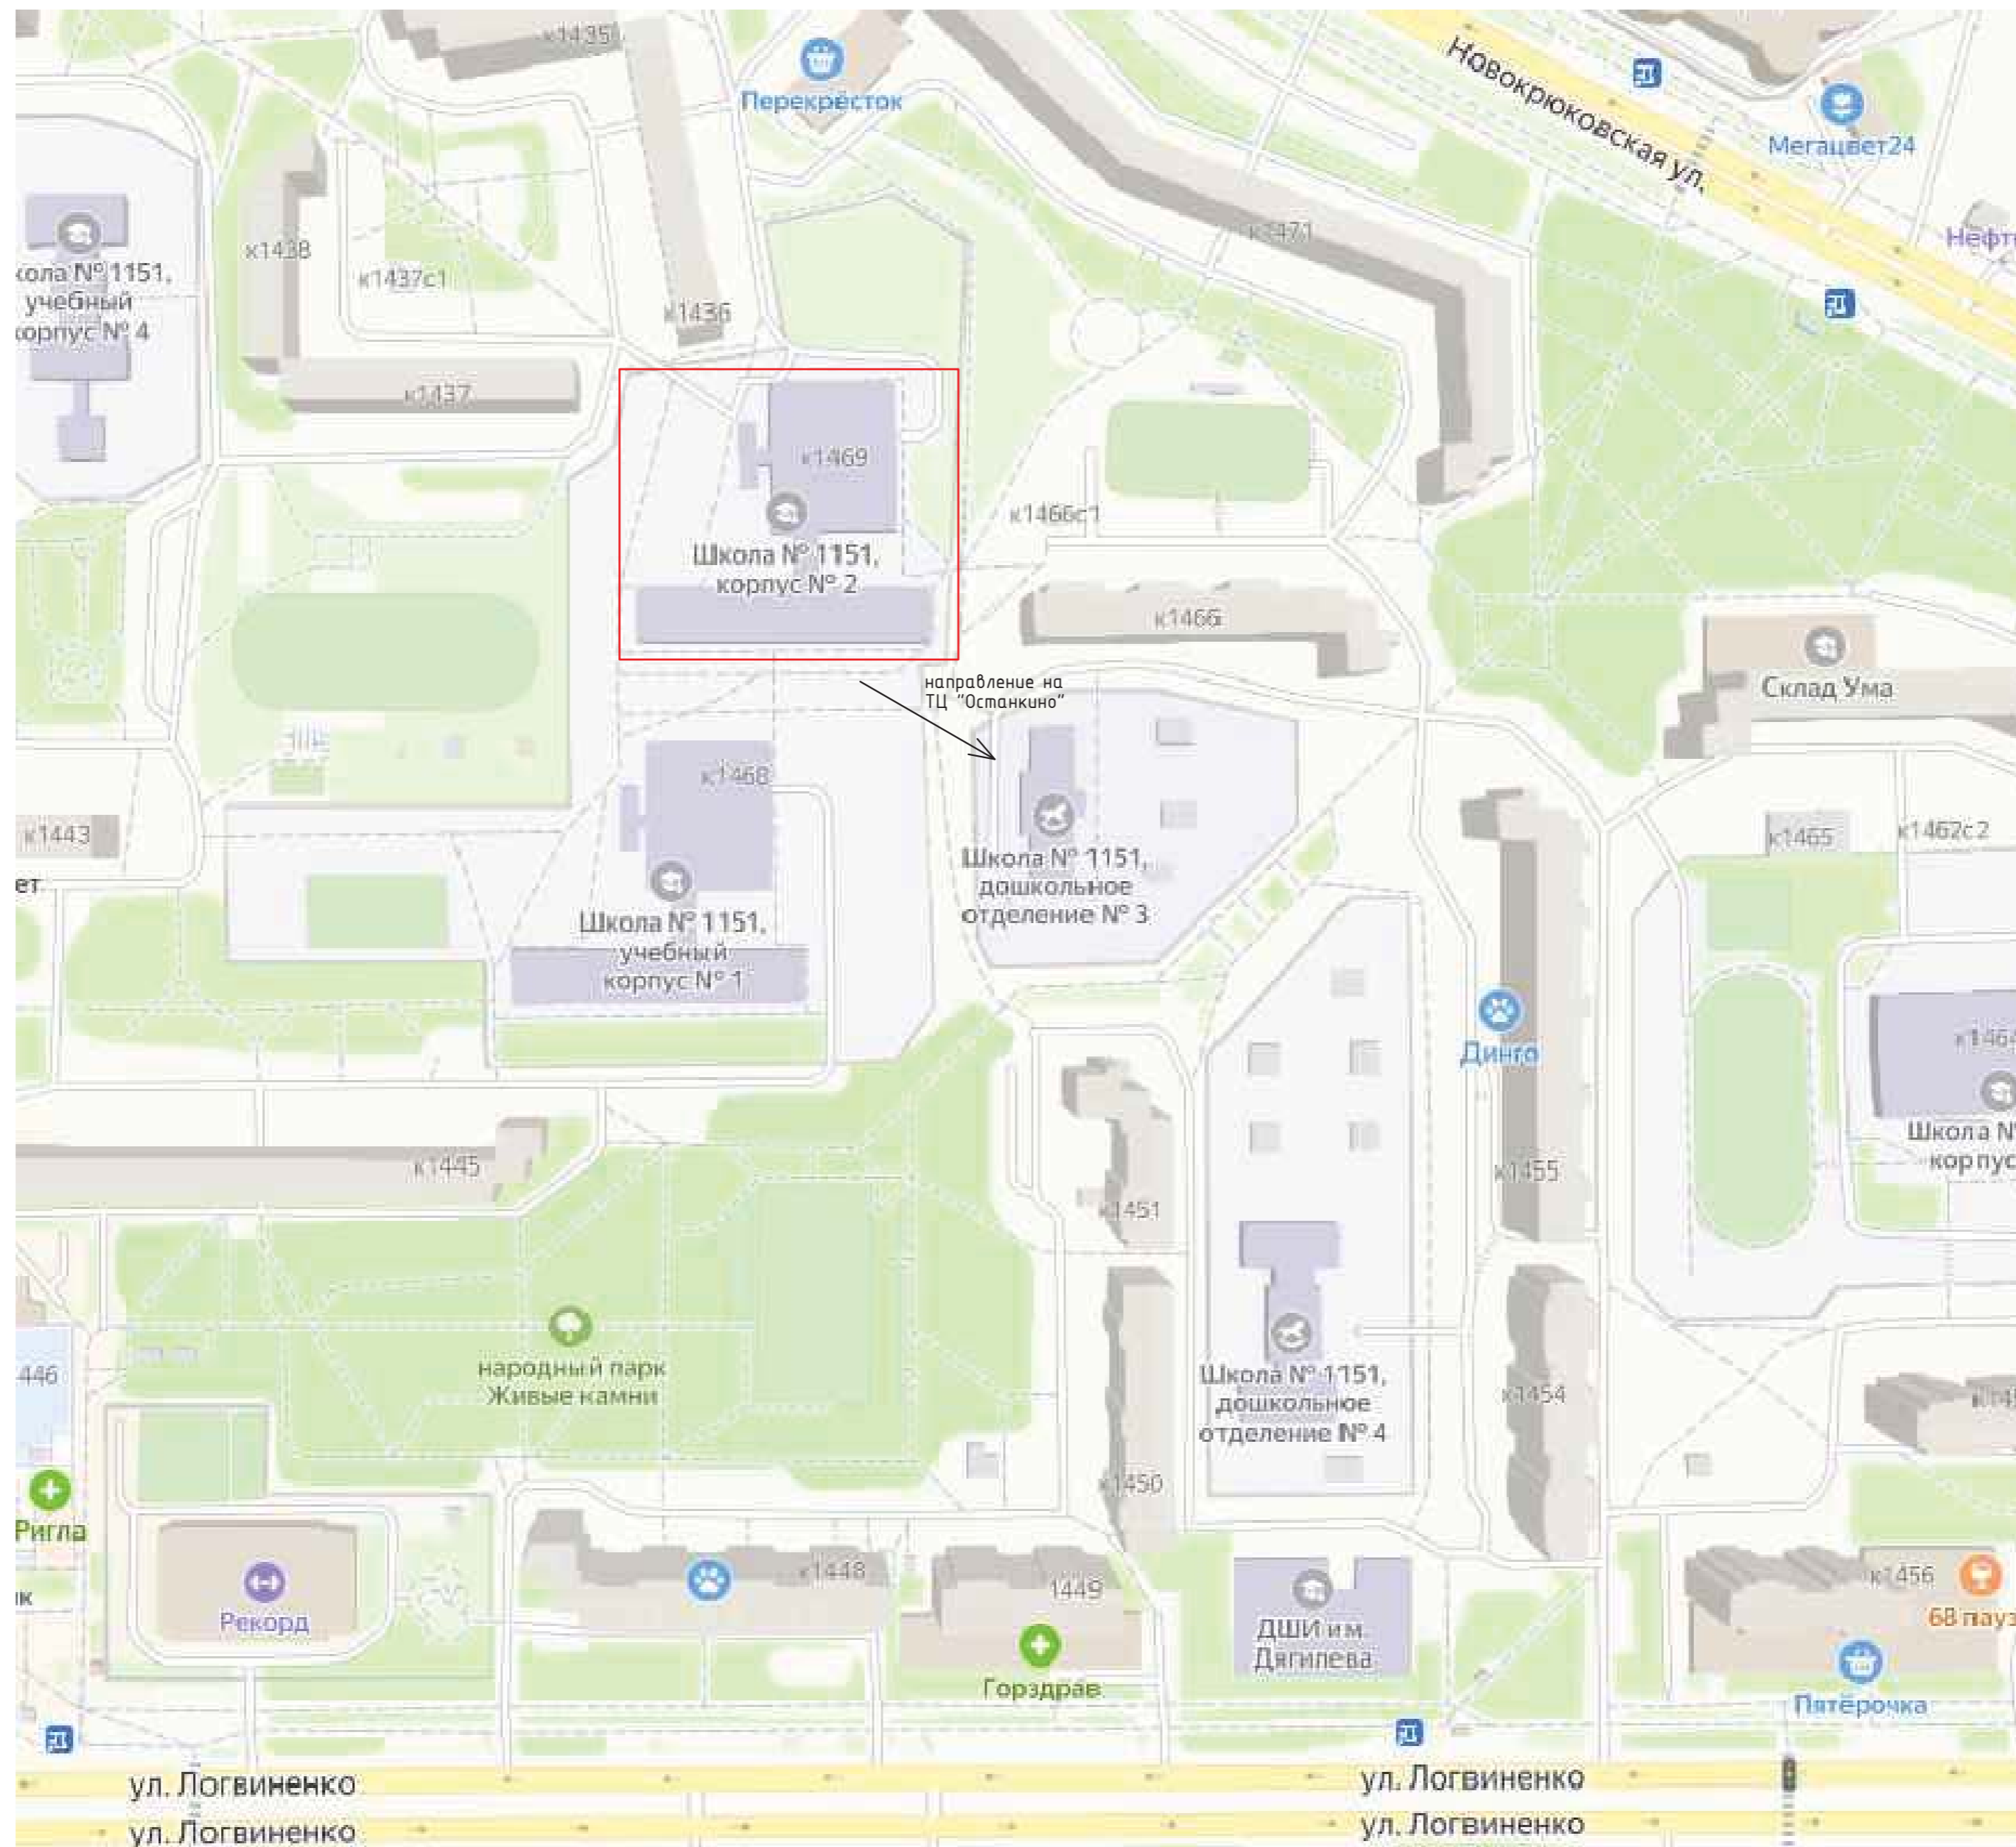 к1435
Перекрёсток
Новокрюковская ул.
Мегацвет24
к1438
к1437с1
к1471
кола № 1151,
учебный
корпус № 4
к1436
к1437
к1469
Школа № 1151,
корпус № 2
к1466с1
к1466
направление на
ТЦ "Останкино"
Склад Ума
к1468
к1443
ет
Школа № 1151,
дошкольное
отделение № 3
к1465
к1462с2
Школа № 1151,
учебный
корпус № 1
Динго
к1464
Школа №
корпус
к1445
к1451
к1455
народный парк
Живые камни
446
Школа № 1151,
дошкольное
отделение № 4
к1454
к1450
Ригла
к1448
1449
к1456
Рекорд
68 пауз
ДШИ им.
Дягилева
Горздрав
Пятёрочка
ул. Логвиненко
ул. Логвиненко
ул. Логвиненко
ул. Логвиненко